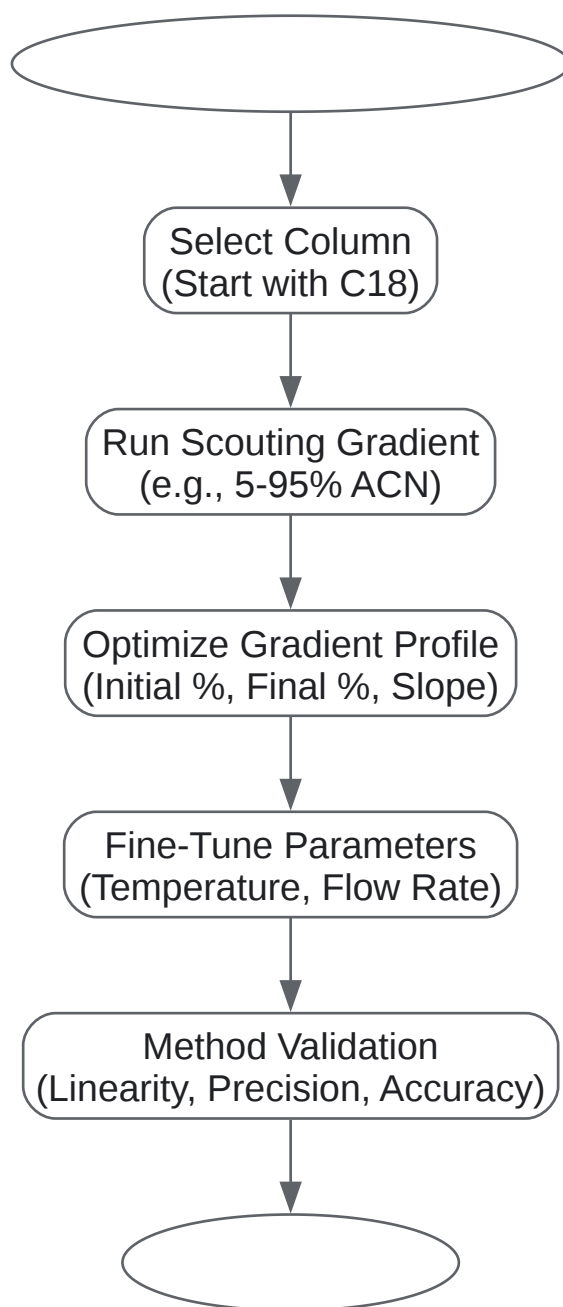 Select Column
(Start with C18)
Run Scouting Gradient
(e.g., 5-95% ACN)
Optimize Gradient Profile
(Initial %, Final %, Slope)
Fine-Tune Parameters
(Temperature, Flow Rate)
Method Validation
(Linearity, Precision, Accuracy)